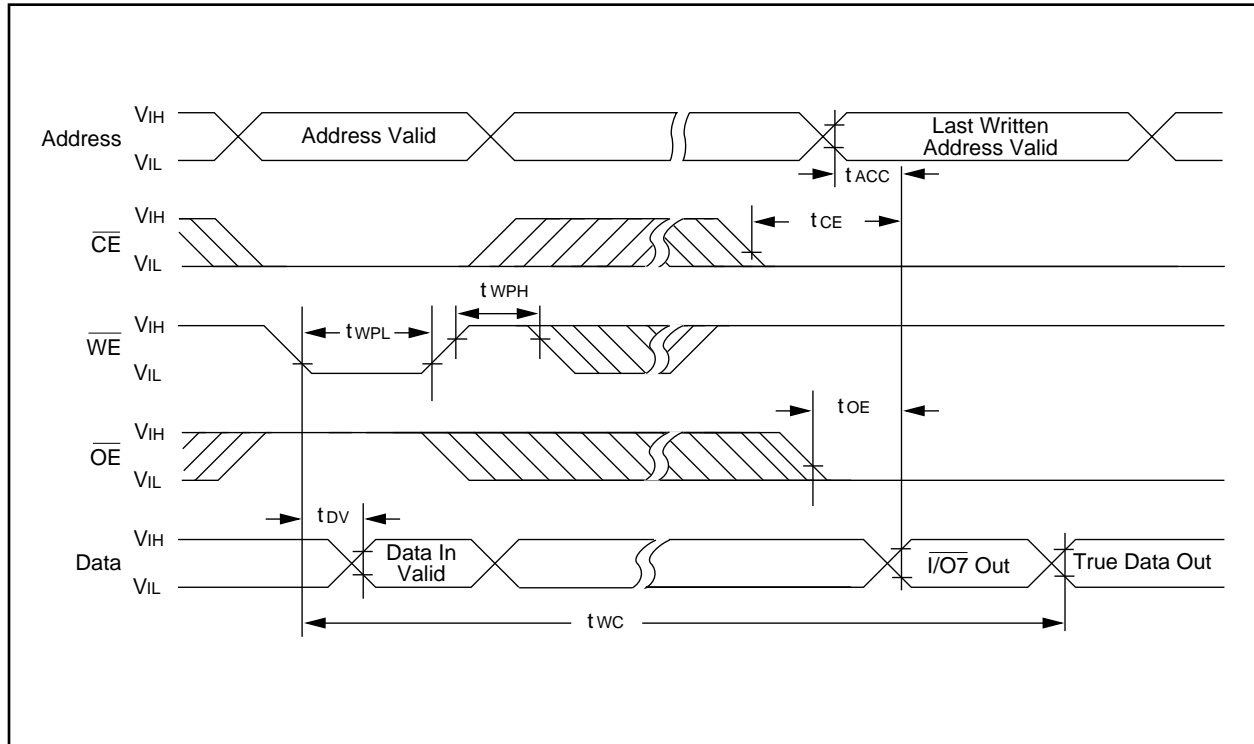 VIH
Address
VIL
Address Valid
Last Written
Address Valid
tACC
VIH
CE
VIL
tCE
VIH
WE
VIL
tWPL
tWPH
VIH
OE
VIL
tOE
VIH
Data
VIL
tDV
Data In
Valid
I/O7 Out
True Data Out
tWC